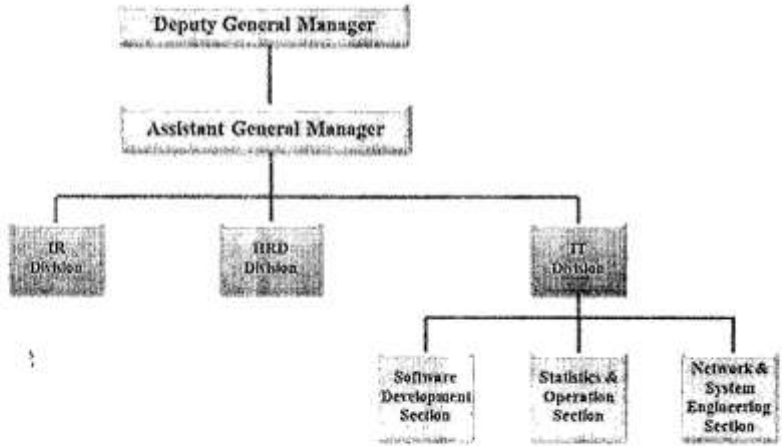 Deputy General Manager
Assistant General Manager
IR
Division
HRD
Division
IT
Division
Software
Development
Section
Statistics &
Operation
Section
Network &
System
Engineering
Section